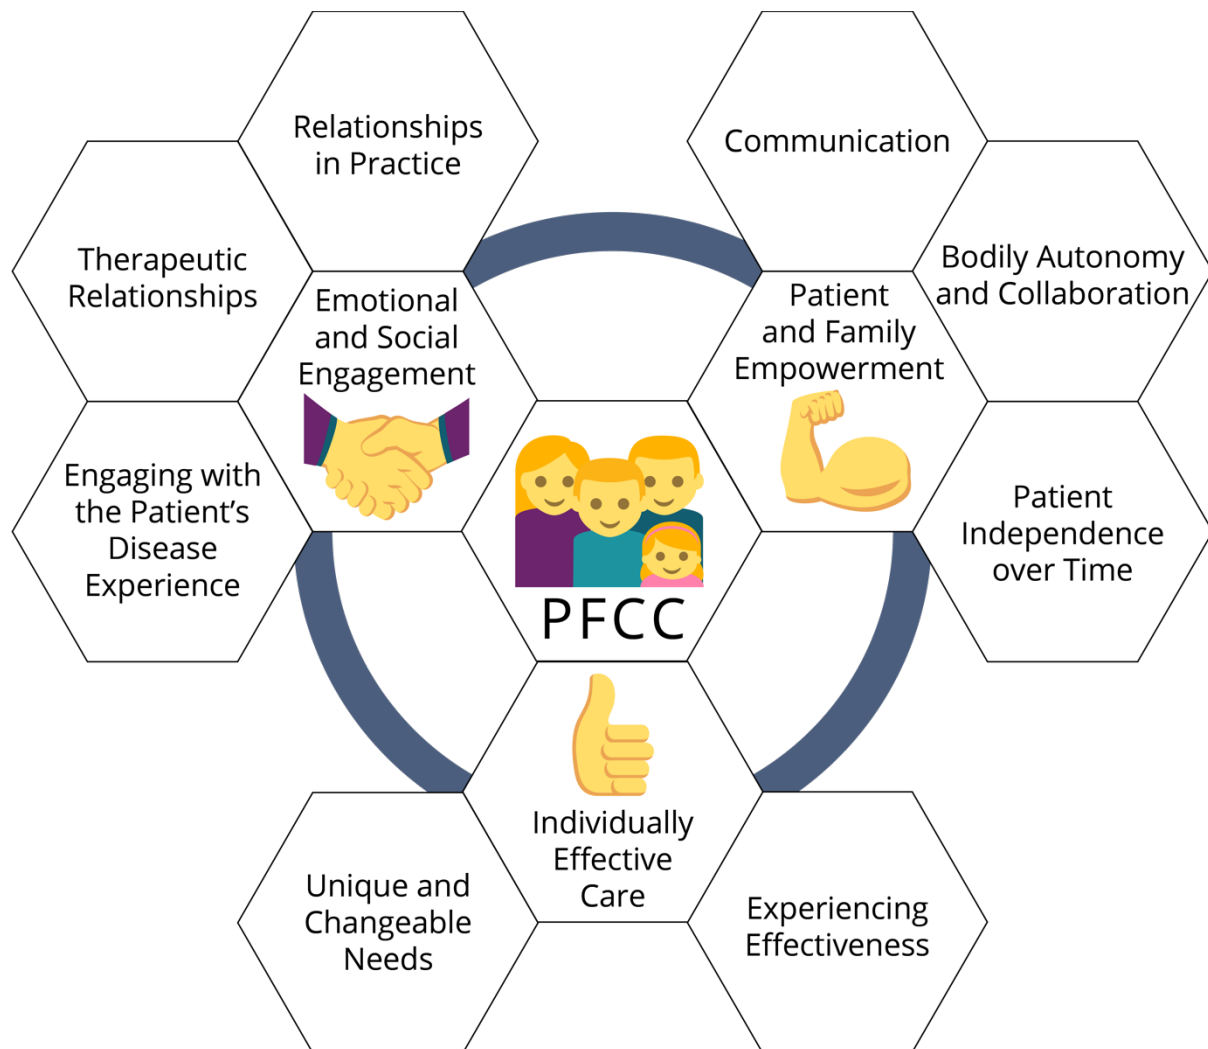 Relationships
in Practice
Communication
Therapeutic
Relationships
Emotional
and Social
Engagement
Patient
and Family
Empowerment
Bodily Autonomy
and Collaboration
Engaging with
the Patient’s
Disease
Experience
PFCC
Patient
Independence
over Time
Individually
Effective
Care
Unique and
Changeable
Needs
Experiencing
Effectiveness